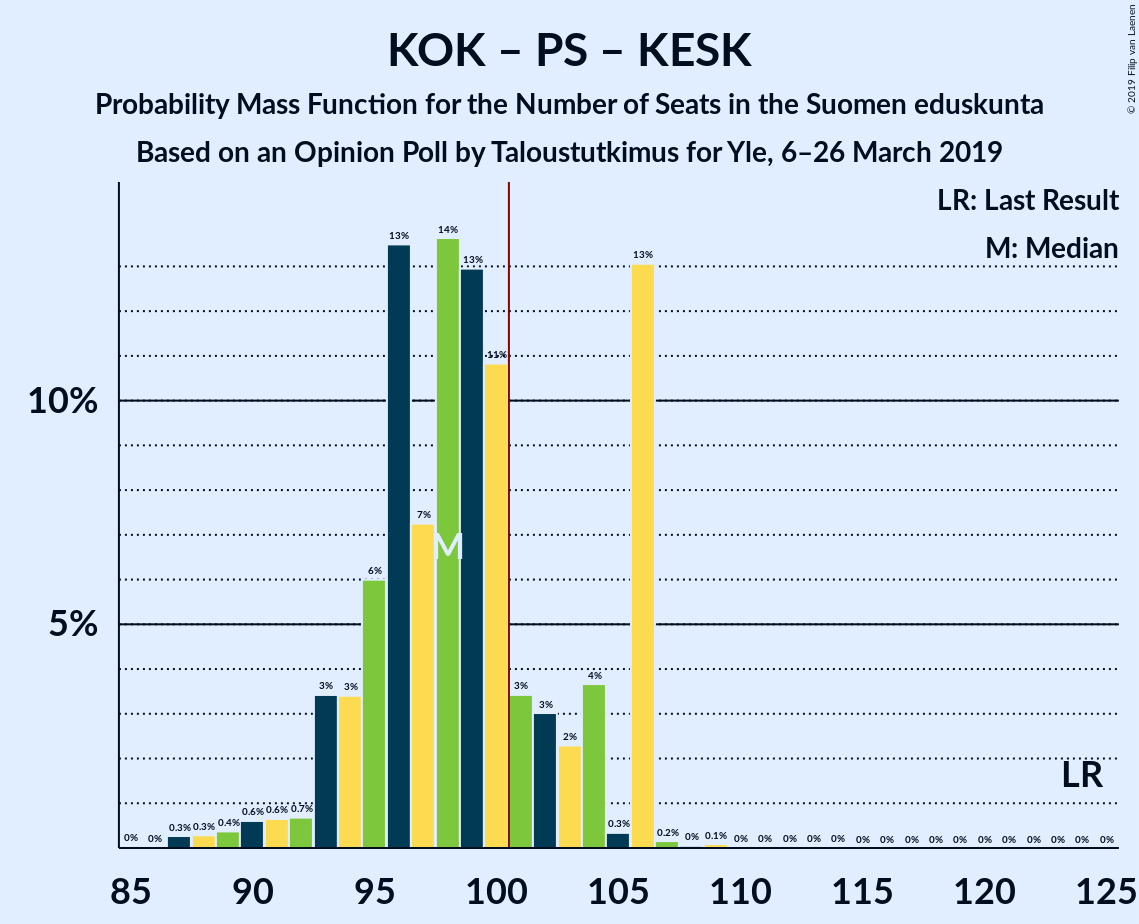 KOK – PS – KESK
Probability Mass Function for the Number of Seats in the Suomen eduskunta
Based on an Opinion Poll by Taloustutkimus for Yle, 6–26 March 2019
© 2019 Filip van Laenen
LR: Last Result
M: Median
10%
5%
0% 0% 0.3% 0.3% 0.4% 0.6% 0.6% 0.7% 3% 3% 6% 13% 7% 14% 13% 11% 3% 3% 2% 4% 0.3% 13% 0.2% 0% 0.1% 0% 0% 0% 0% 0% 0% 0% 0% 0% 0% 0% 0% 0% 0% 0% 0%
M
LR
85 90 95 100 105 110 115 120 125